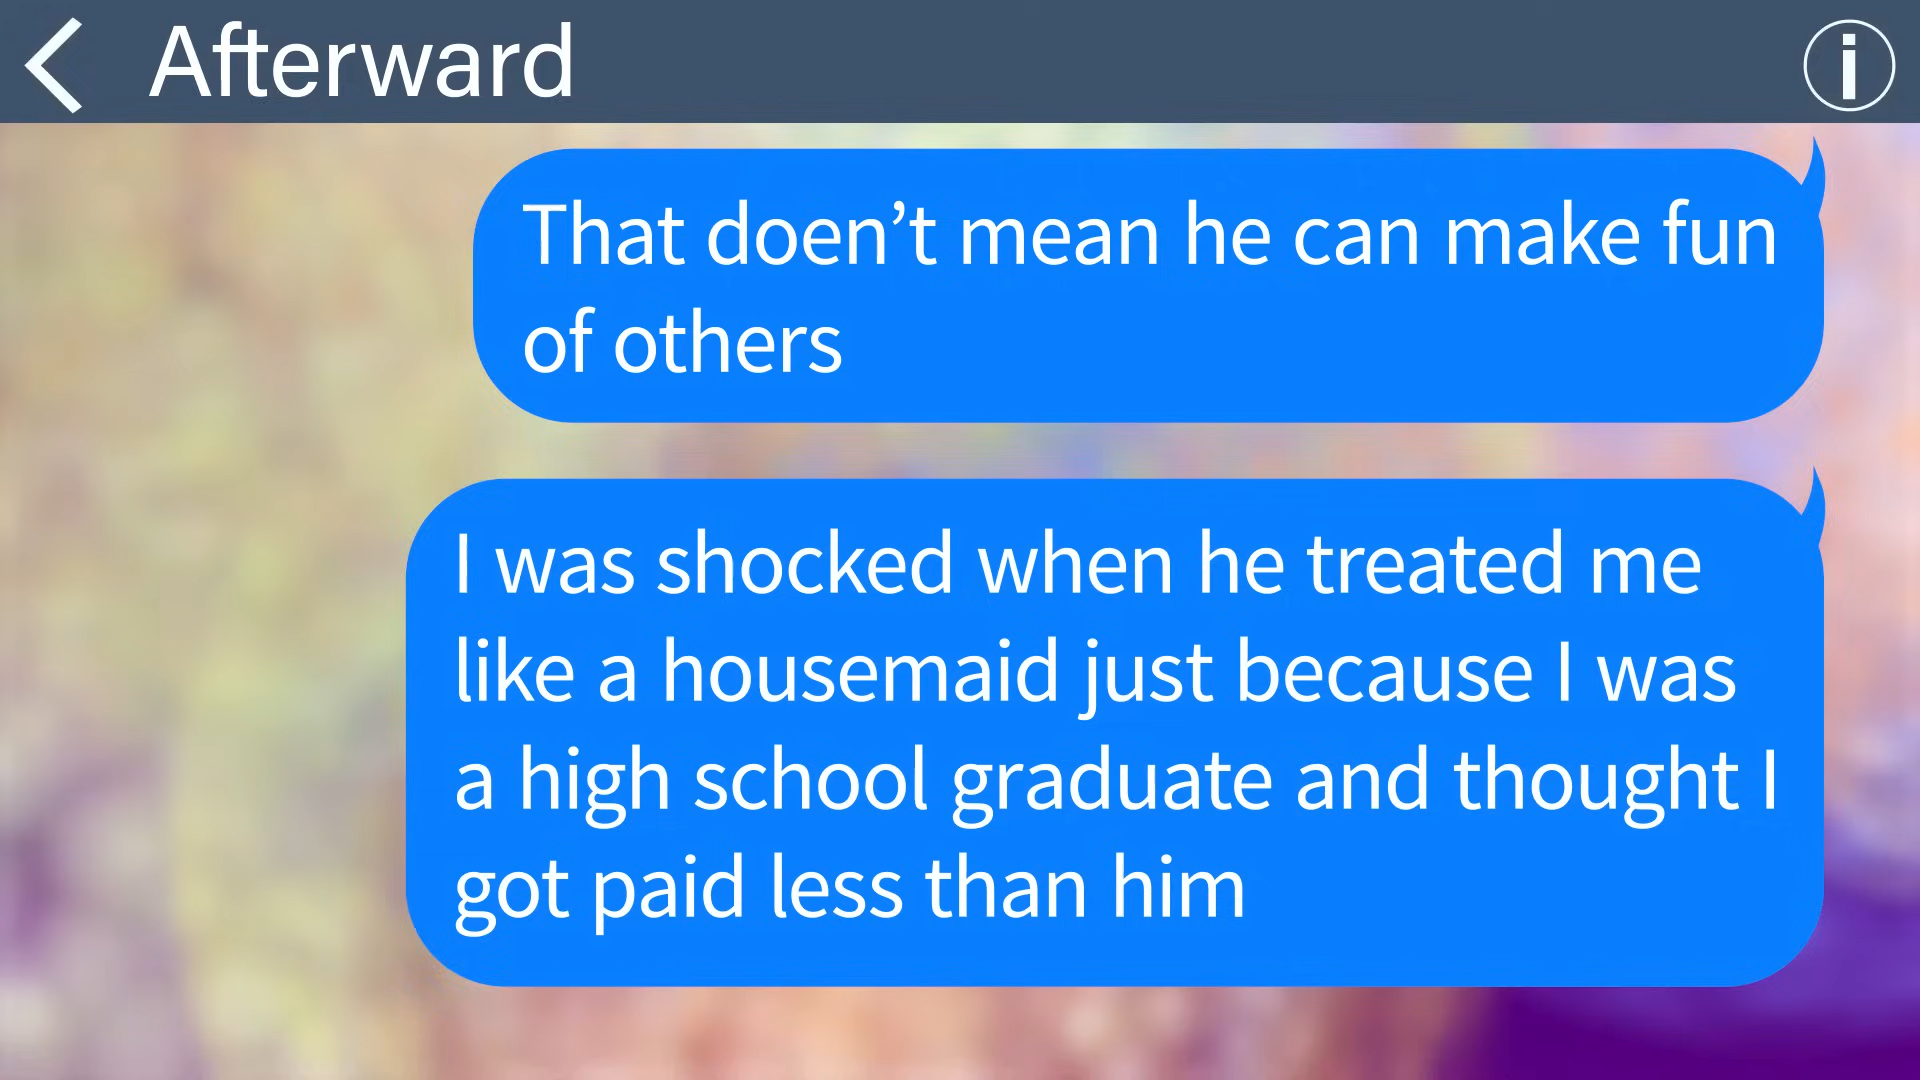 Afterward
That doen’t mean he can make fun
of others
I was shocked when he treated me
like a housemaid just because I was
a high school graduate and thought I
got paid less than him